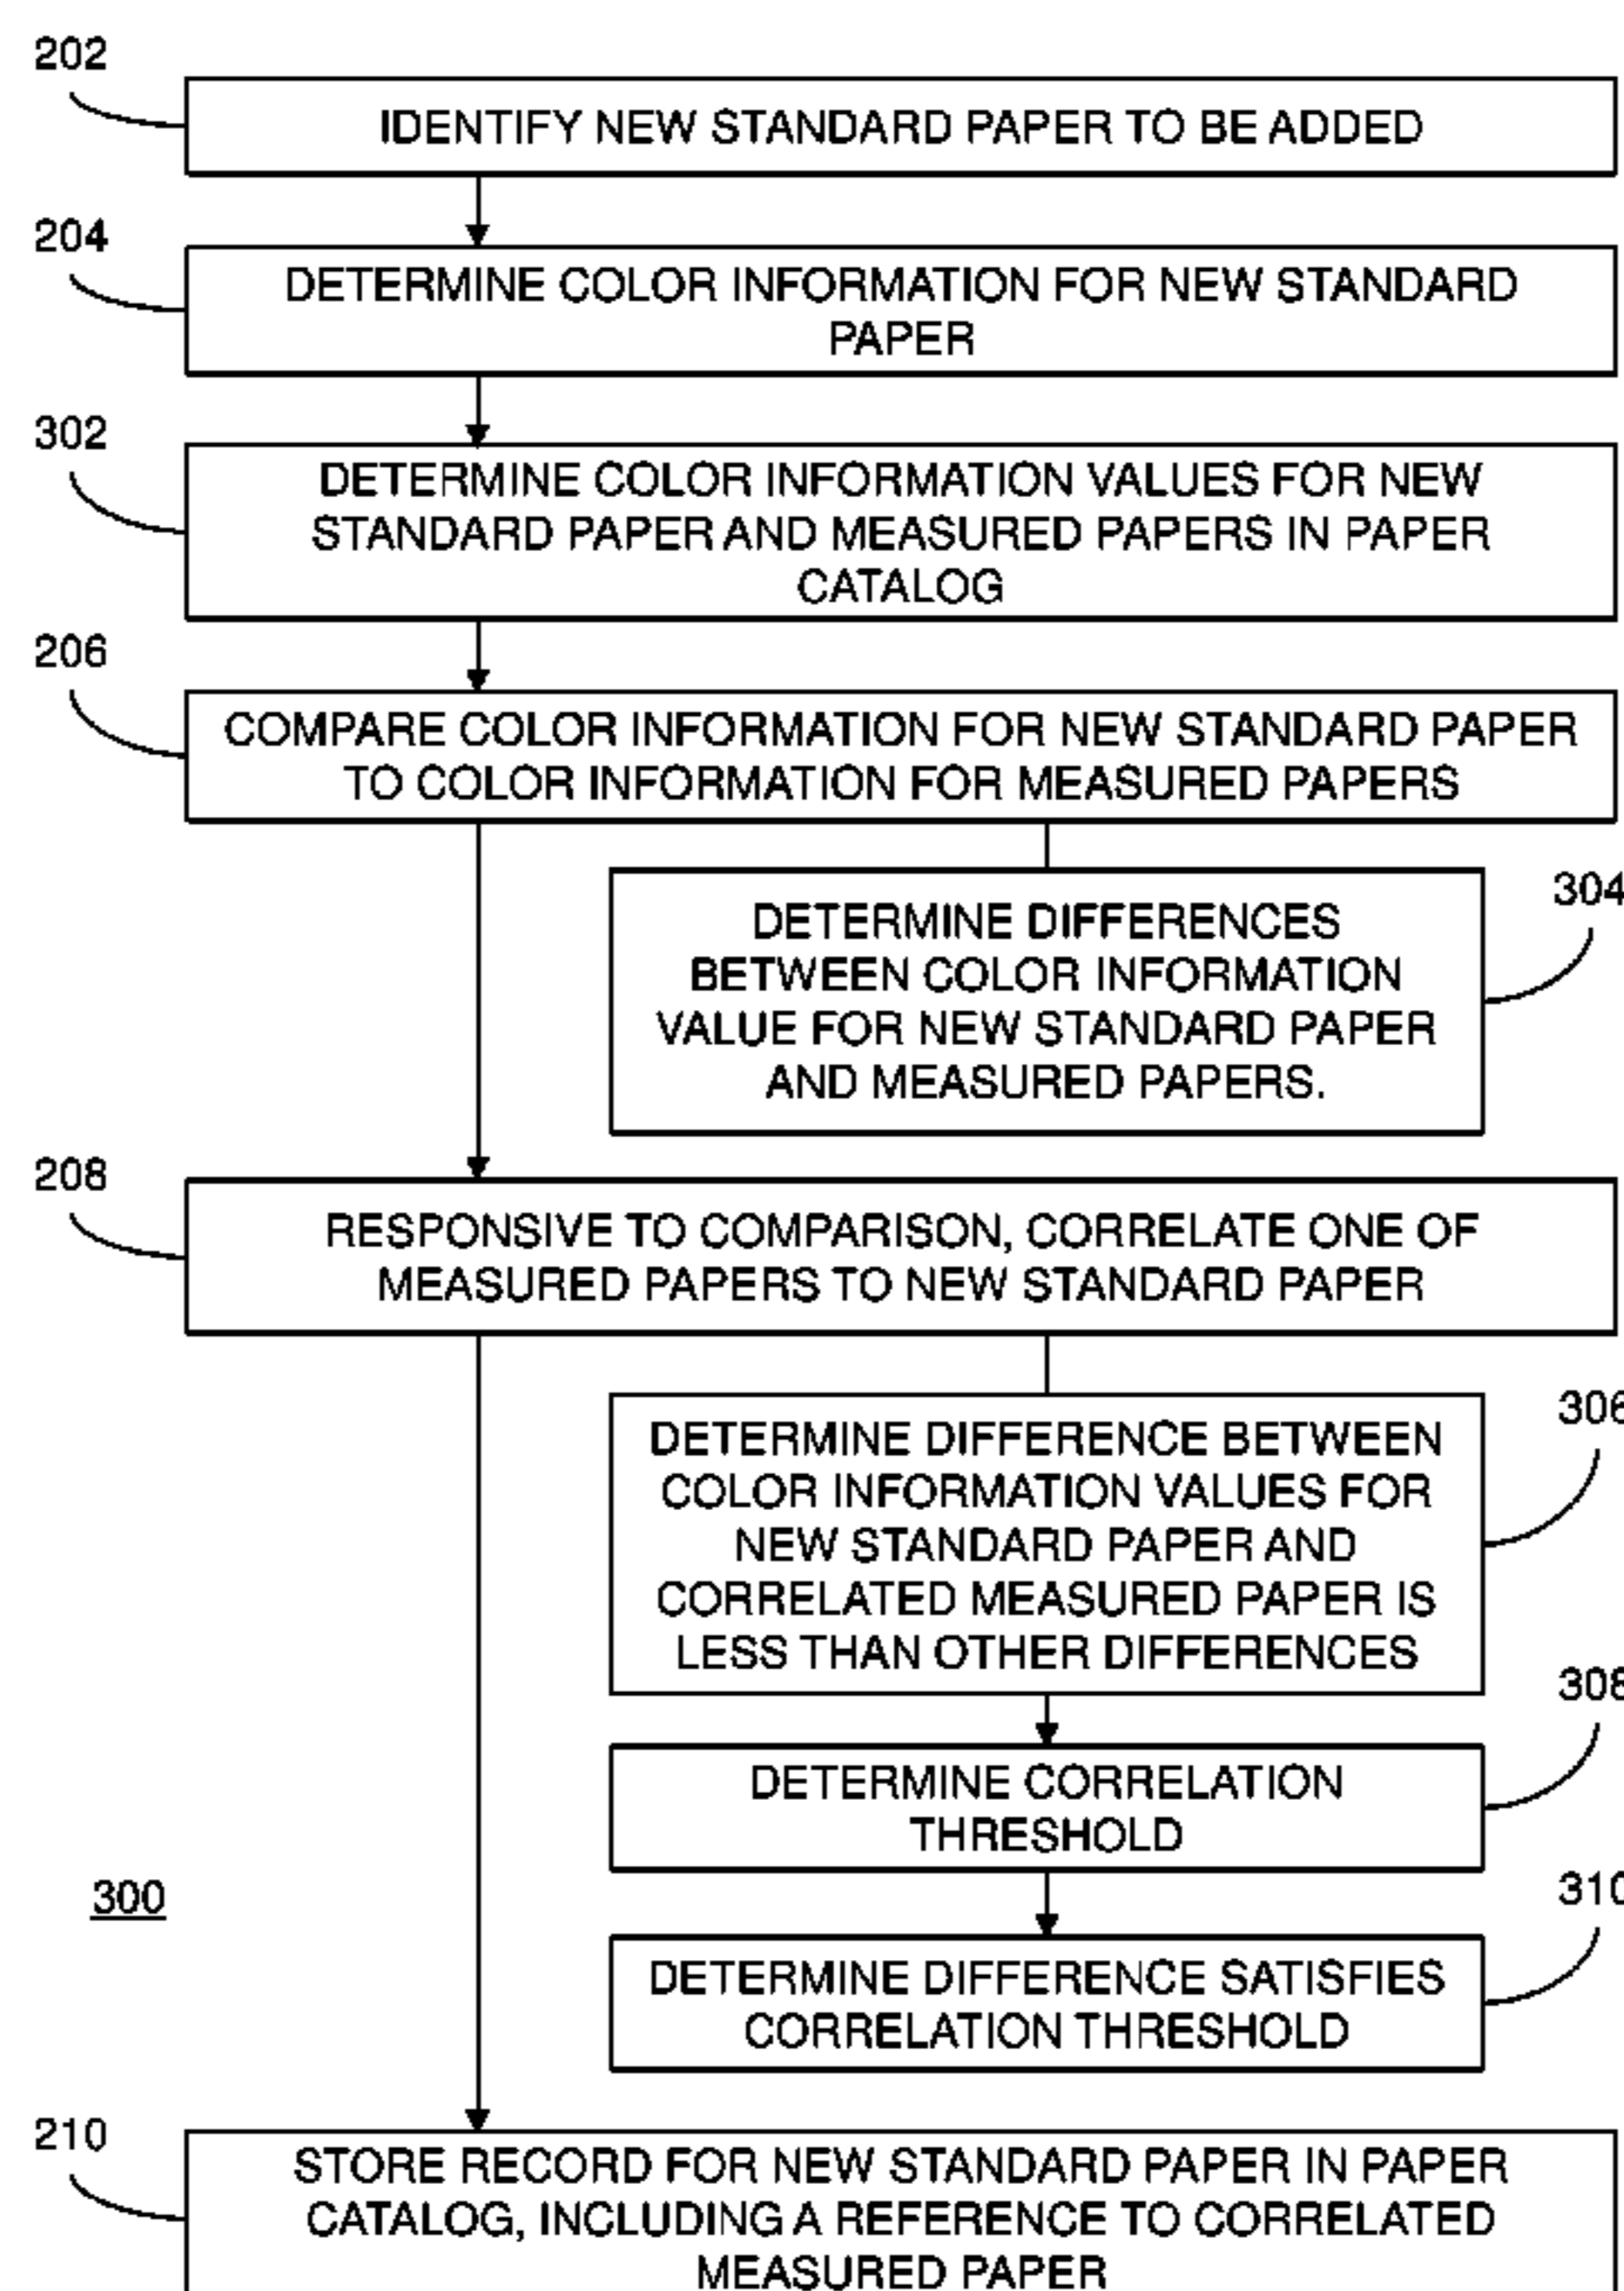 202
IDENTIFY NEW STANDARD PAPER TO BE ADDED
204
DETERMINE COLOR INFORMATION FOR NEW STANDARD
PAPER
302
DETERMINE COLOR INFORMATION VALUES FOR NEW
STANDARD PAPER AND MEASURED PAPERS IN PAPER
CATALOG
206
COMPARE COLOR INFORMATION FOR NEW STANDARD PAPER
TO COLOR INFORMATION FOR MEASURED PAPERS
304
DETERMINE DIFFERENCES
BETWEEN COLOR INFORMATION
VALUE FOR NEW STANDARD PAPER
AND MEASURED PAPERS.
208
RESPONSIVE TO COMPARISON, CORRELATE ONE OF
MEASURED PAPERS TO NEW STANDARD PAPER
306
DETERMINE DIFFERENCE BETWEEN
COLOR INFORMATION VALUES FOR
NEW STANDARD PAPER AND
CORRELATED MEASURED PAPER IS
LESS THAN OTHER DIFFERENCES
308
DETERMINE CORRELATION
THRESHOLD
300
310
DETERMINE DIFFERENCE SATISFIES
CORRELATION THRESHOLD
210
STORE RECORD FOR NEW STANDARD PAPER IN PAPER
CATALOG, INCLUDING A REFERENCE TO CORRELATED
MEASURED PAPER